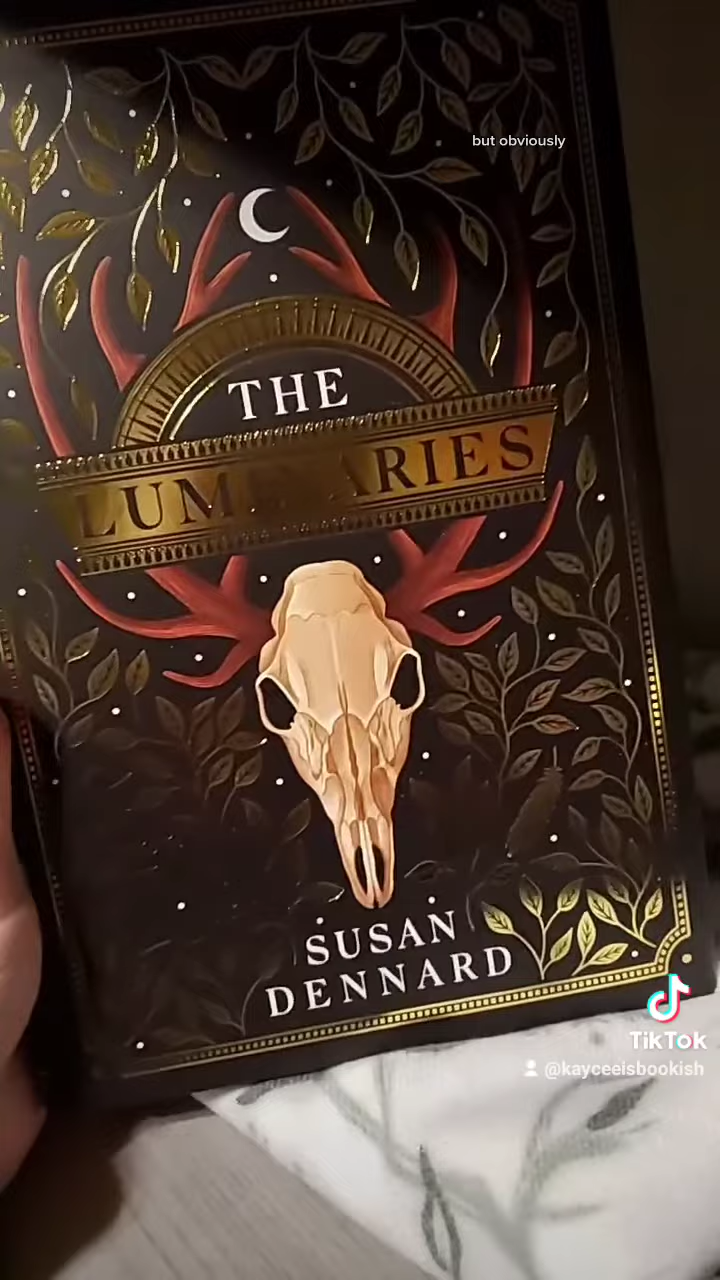 but obviously
THE
LUMINARIES
SUSAN
DENNARD
TikTok
@kayceeisbookish